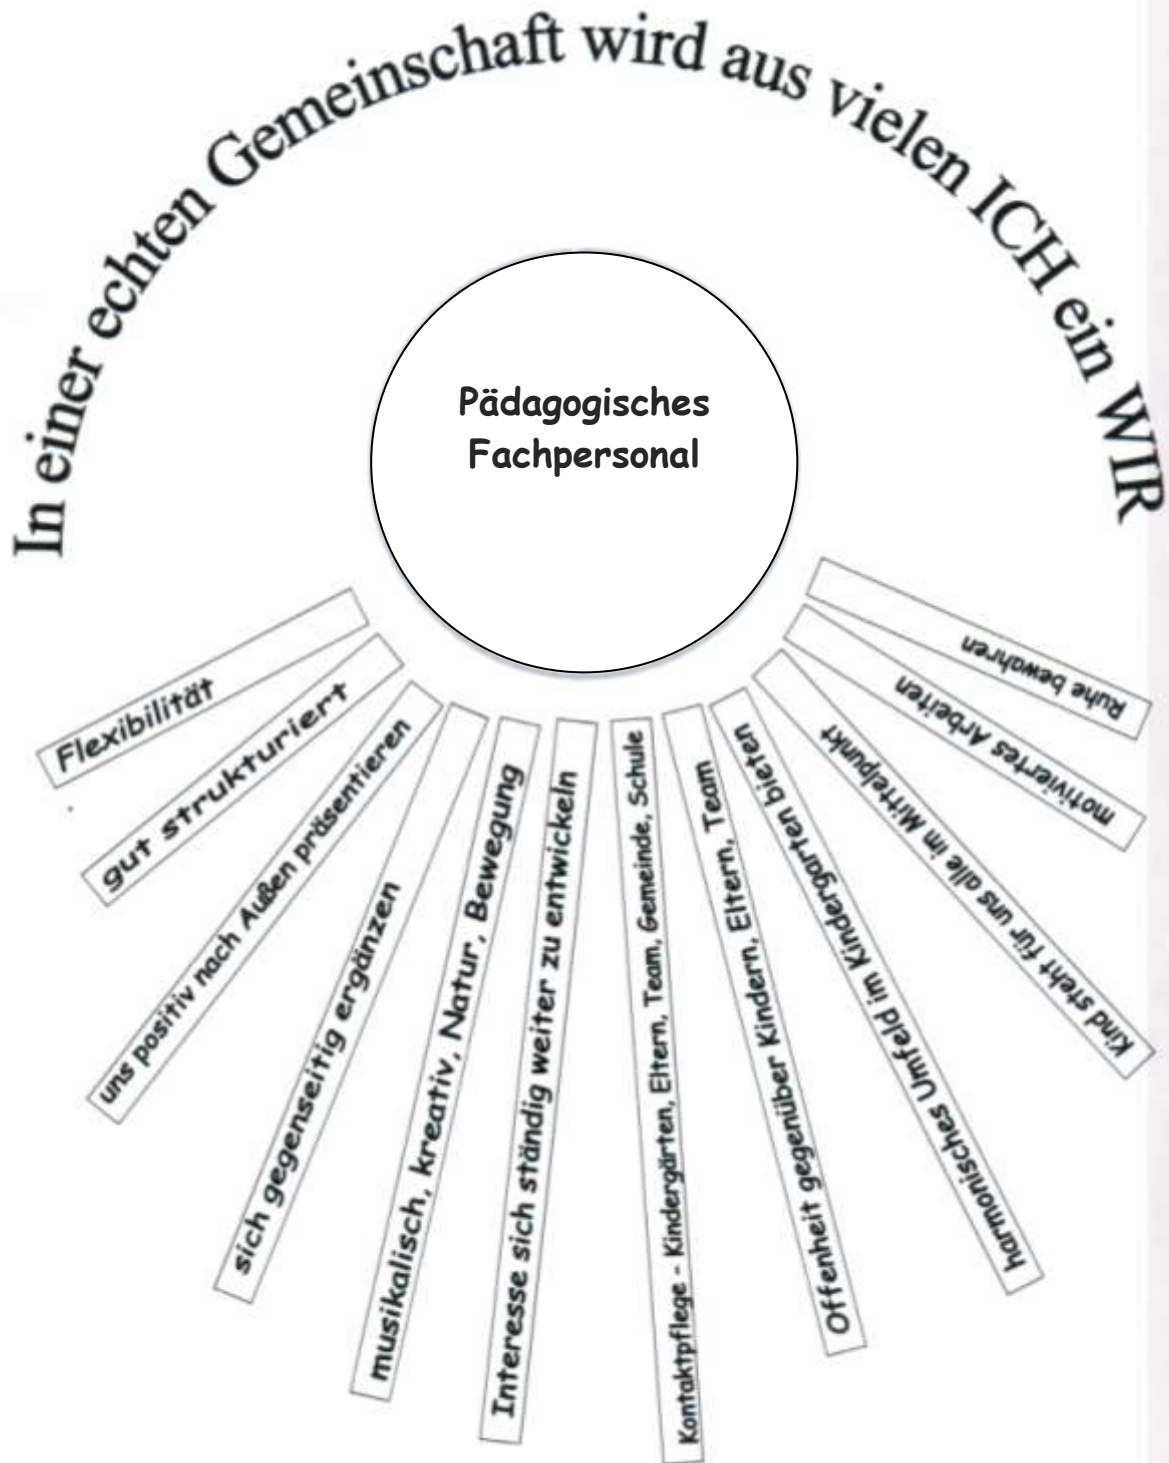 In einer echten Gemeinschaft wird aus vielen ICH ein WIR
Pädagogisches
Fachpersonal
Flexibilität
gut strukturiert
uns positiv nach Außen präsentieren
sich gegenseitig ergänzen
musikalisch, kreativ, Natur, Bewegung
Interesse sich ständig weiter zu entwickeln
Kontaktpflege - Kindergärten, Eltern, Team, Gemeinde, Schule
Offenheit gegenüber Kindern, Eltern, Team
harmonisches Umfeld im Kindergarten bieten
Kind steht für uns alle im Mittelpunkt
motiviertes Arbeiten
Ruhe bewahren